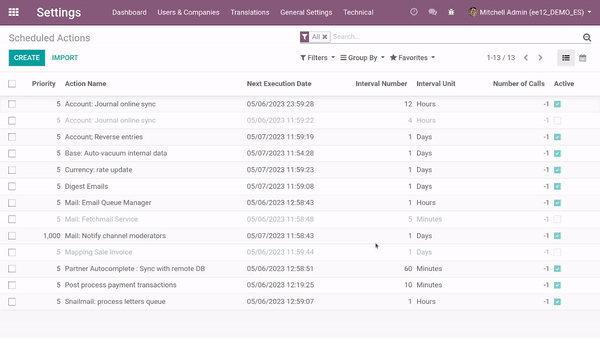 Settings Dashboard Users & Companies Translations General Settings Technical Mitchell Admin (ee12_DEMO_ES)
Scheduled Actions All Search...
CREATE IMPORT Filters Group By Favorites 1-13 / 13
Priority Action Name Next Execution Date Interval Number Interval Unit Number of Calls Active
5 Account: Journal online sync 05/06/2023 23:59:28 12 Hours -1
5 Account: Journal online sync 05/06/2023 11:59:22 4 Hours -1
5 Account; Reverse entries 05/07/2023 11:59:19 1 Days -1
5 Base: Auto-vacuum internal data 05/07/2023 11:54:28 1 Days -1
5 Currency: rate update 05/07/2023 11:59:23 1 Days -1
5 Digest Emails 05/07/2023 11:59:08 1 Days -1
5 Mail: Email Queue Manager 05/06/2023 12:58:43 1 Hours -1
5 Mail: Fetchmail Service 05/06/2023 11:58:48 5 Minutes -1
1,000 Mail: Notify channel moderators 05/07/2023 11:58:43 1 Days -1
5 Mapping Sale Invoice 05/06/2023 11:59:44 1 Days -1
5 Partner Autocomplete : Sync with remote DB 05/06/2023 12:58:51 60 Minutes -1
5 Post process payment transactions 05/06/2023 12:19:25 10 Minutes -1
5 Snailmail: process letters queue 05/06/2023 12:59:07 1 Hours -1